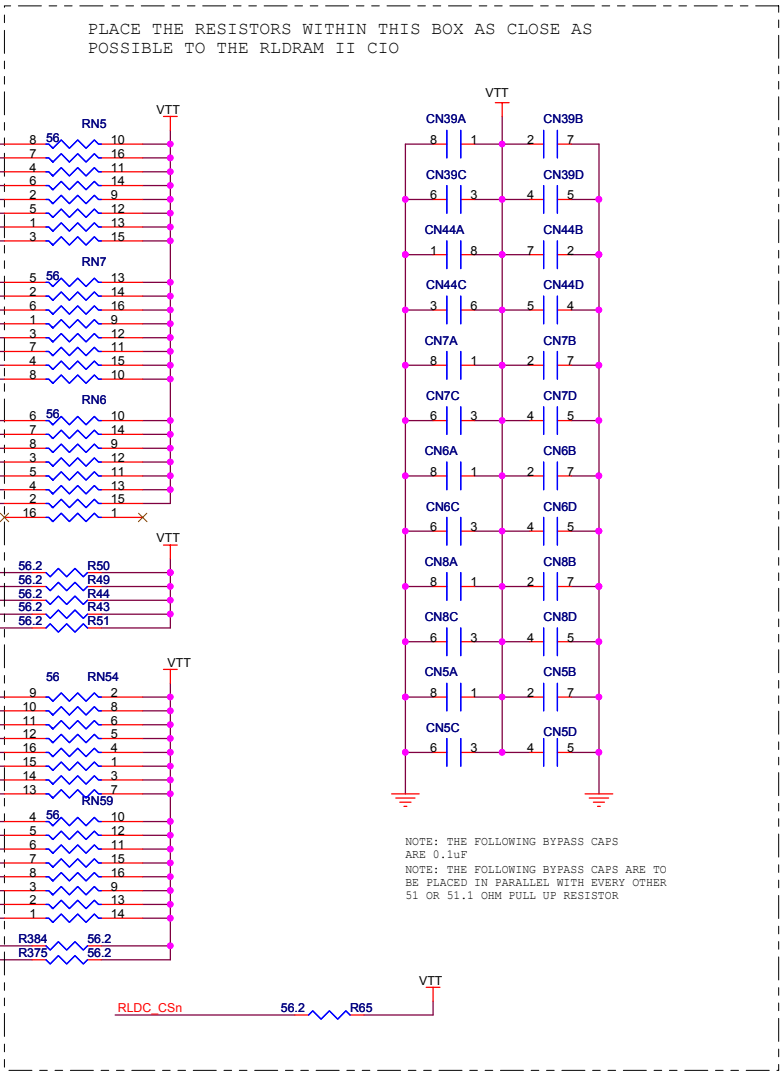 PLACE THE RESISTORS WITHIN THIS BOX AS CLOSE AS
POSSIBLE TO THE RLDRAM II CIO
VTT
RN5
8 56 10
7 16
4 11
6 14
2 9
5 12
1 13
3 15
RN7
5 56 13
2 14
6 16
1 9
3 12
7 11
4 15
8 10
RN6
6 56 10
7 14
8 9
3 12
5 11
4 13
2 15
16 1
VTT
56.2 R50
56.2 R49
56.2 R44
56.2 R43
56.2 R51
VTT
56 RN54
9 2
10 8
11 6
12 5
16 4
15 1
14 3
13 7
RN59
4 56 10
5 12
6 11
7 15
8 16
3 9
2 13
1 14
R384 56.2
R375 56.2
VTT
CN39A CN39B
8 1 2 7
CN39C CN39D
6 3 4 5
CN44A CN44B
1 8 7 2
CN44C CN44D
3 6 5 4
CN7A CN7B
8 1 2 7
CN7C CN7D
6 3 4 5
CN6A CN6B
8 1 2 7
CN6C CN6D
6 3 4 5
CN8A CN8B
8 1 2 7
CN8C CN8D
6 3 4 5
CN5A CN5B
8 1 2 7
CN5C CN5D
6 3 4 5
NOTE: THE FOLLOWING BYPASS CAPS
ARE 0.1uF
NOTE: THE FOLLOWING BYPASS CAPS ARE TO
BE PLACED IN PARALLEL WITH EVERY OTHER
51 OR 51.1 OHM PULL UP RESISTOR
VTT
RLDC_CSn 56.2 R65